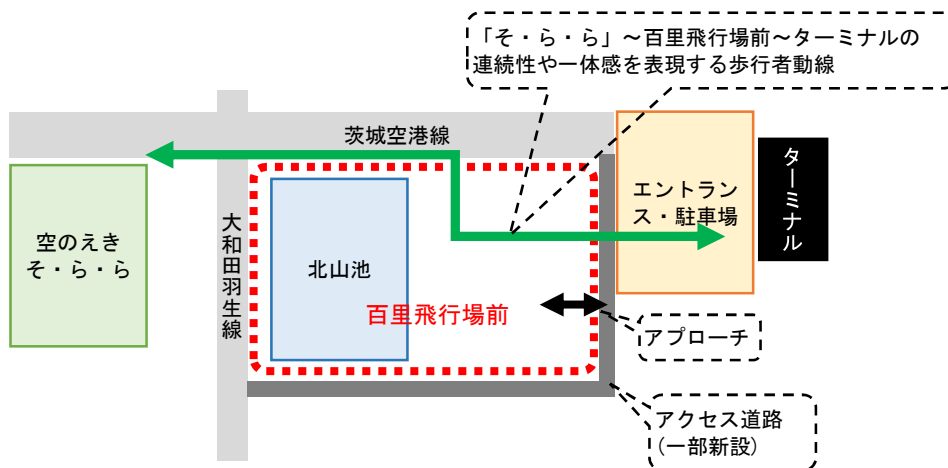 「そ・ら・ら」～百里飛行場前～ターミナルの
連続性や一体感を表現する歩行者動線
茨城空港線
ターミナル
エントラン
ス・駐車場
空のえき
そ・ら・ら
大和田羽生線
北山池
百里飛行場前
アプローチ
アクセス道路
(一部新設)